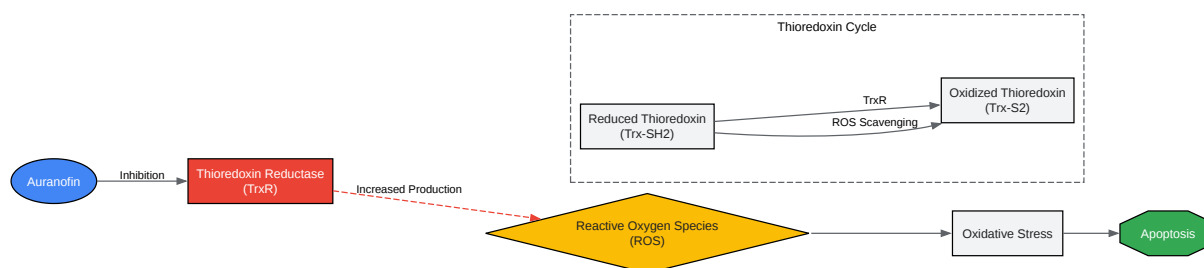 Thioredoxin Cycle
Reduced Thioredoxin
(Trx-SH2)
TrxR
ROS Scavenging
Oxidized Thioredoxin
(Trx-S2)
Auranofin
Inhibition
Thioredoxin Reductase
(TrxR)
Increased Production
Reactive Oxygen Species
(ROS)
Oxidative Stress
Apoptosis